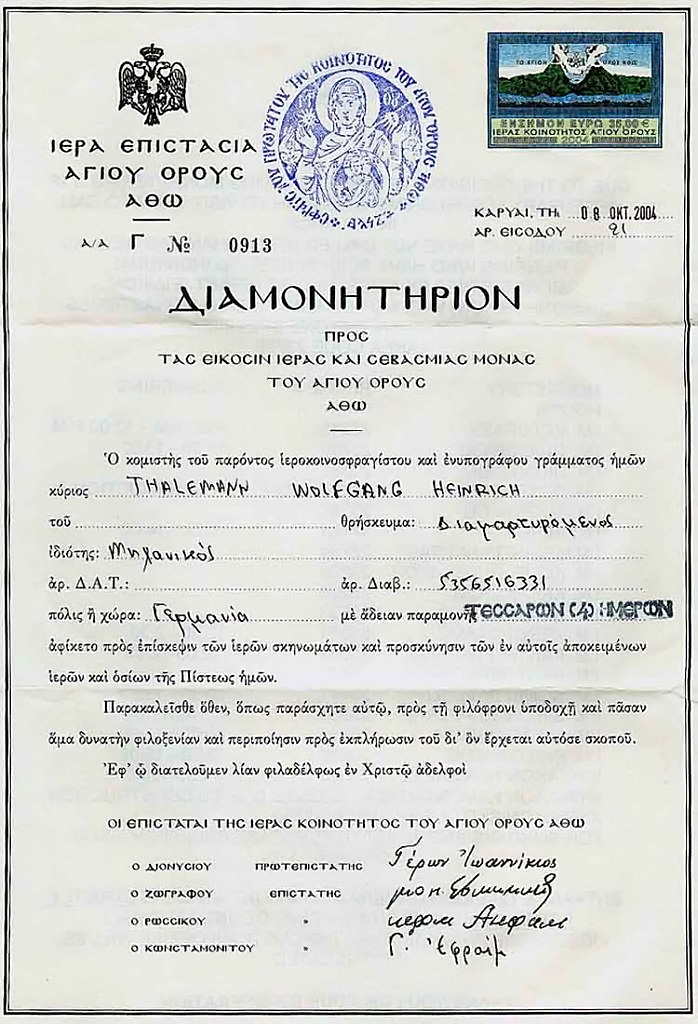 ΙΕΡΑ ΕΠΙΣΤΑΣΙΑ
ΑΓΙΟΥ ΟΡΟΥΣ
ΑΘΩ
Α/Α Γ № 0913
ΤΟ ΑΓΙΟΝ ΟΡΟΣ
ΕΝΣΗΜΟΝ ΕΥΡΩ 35,00 €
ΙΕΡΑΣ ΚΟΙΝΟΤΗΤΟΣ ΑΓΙΟΥ ΟΡΟΥΣ
2004
ΚΑΡΥΑΙ, ΤΗι 08 ΟΚΤ. 2004
ΑΡ. ΕΙΣΟΔΟΥ 91
ΔΙΑΜΟΝΗΤΗΡΙΟΝ
ΠΡΟΣ
ΤΑΣ ΕΙΚΟΣΙΝ ΙΕΡΑΣ ΚΑΙ ΣΕΒΑΣΜΙΑΣ ΜΟΝΑΣ
ΤΟΥ ΑΓΙΟΥ ΟΡΟΥΣ
ΑΘΩ
Ὁ κομιστὴς τοῦ παρόντος ἱεροκοινοσφραγίστου καὶ ἐνυπογράφου γράμματος ἡμῶν
κύριος THALEMANN WOLFGANG HEINRICH
τοῦ θρήσκευμα: Διαμαρτυρόμενος
ἰδιότης: Μηχανικός
ἀρ. Δ.Α.Τ.: ἀρ. Διαβ.: 5356516331
πόλις ἢ χώρα: Γερμανία μὲ ἄδειαν παραμονῆς ΤΕΣΣΑΡΩΝ (4) ΗΜΕΡΩΝ
ἀφίκετο πρὸς ἐπίσκεψιν τῶν ἱερῶν σκηνωμάτων καὶ προσκύνησιν τῶν ἐν αὐτοῖς ἀποκειμένων
ἱερῶν καὶ ὁσίων τῆς Πίστεως ἡμῶν.
Παρακαλεῖσθε ὅθεν, ὅπως παράσχητε αὐτῷ, πρὸς τῇ φιλόφρονι ὑποδοχῇ καὶ πᾶσαν
ἅμα δυνατὴν φιλοξενίαν καὶ περιποίησιν πρὸς ἐκπλήρωσιν τοῦ δι' ὃν ἔρχεται αὐτόσε σκοποῦ.
Ἐφ' ᾧ διατελοῦμεν λίαν φιλαδέλφως ἐν Χριστῷ ἀδελφοὶ
ΟΙ ΕΠΙΣΤΑΤΑΙ ΤΗΣ ΙΕΡΑΣ ΚΟΙΝΟΤΗΤΟΣ ΤΟΥ ΑΓΙΟΥ ΟΡΟΥΣ ΑΘΩ
Ο ΔΙΟΝΥΣΙΟΥ ΠΡΩΤΕΠΙΣΤΑΤΗΣ Γέρων Ἰωαννίκιος
Ο ΖΩΓΡΑΦΟΥ ΕΠΙΣΤΑΤΗΣ
Ο ΡΩΣΣΙΚΟΥ "
Ο ΚΩΝΣΤΑΜΟΝΙΤΟΥ " Γ. Ἐφραίμ